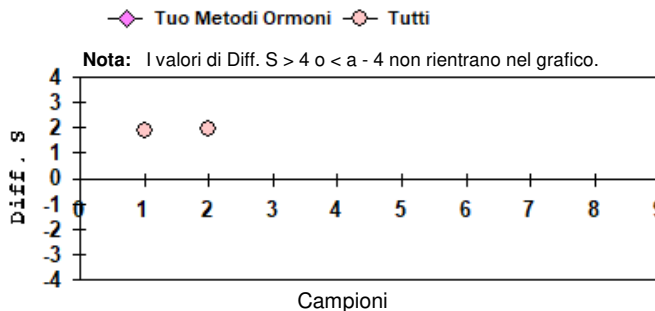 Tuo Metodi Ormoni Tutti
Nota: I valori di Diff. S > 4 o < a - 4 non rientrano nel grafico.
4
3
2
1
0
-1
-2
-3
-4
Diff. S
0 1 2 3 4 5 6 7 8 9
Campioni